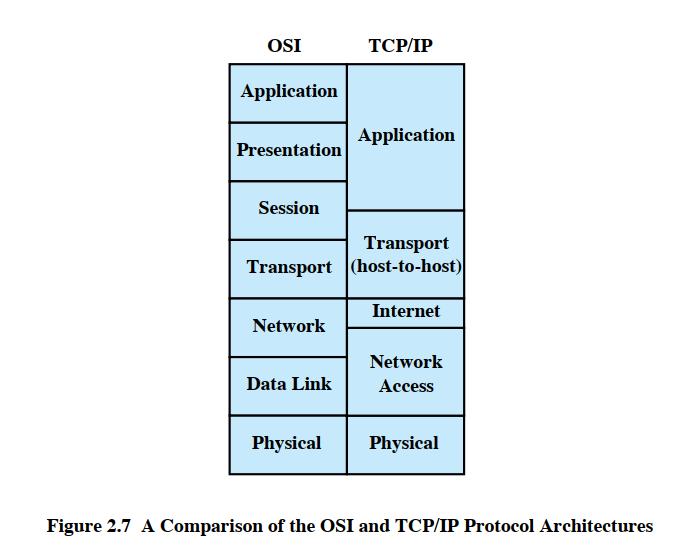 OSI TCP/IP
Application
Presentation
Session
Transport
Network
Data Link
Physical
Application
Transport
(host-to-host)
Internet
Network
Access
Physical
Figure 2.7 A Comparison of the OSI and TCP/IP Protocol Architectures